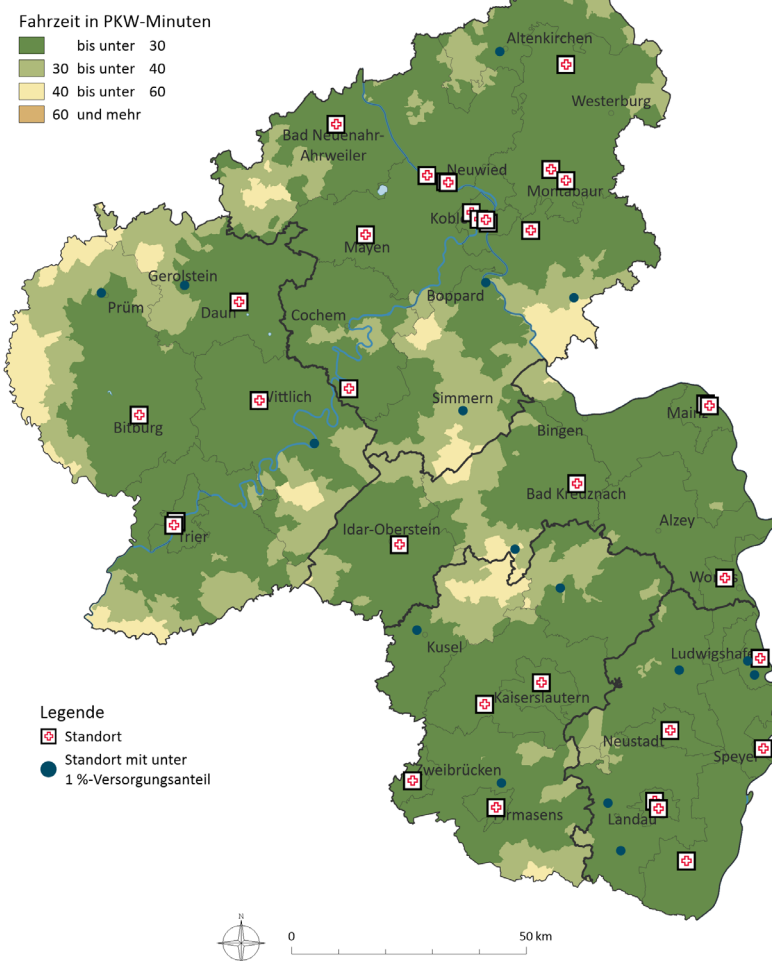 Fahrzeit in PKW-Minuten
bis unter 30
30 bis unter 40
40 bis unter 60
60 und mehr
Altenkirchen
Westerburg
Bad Neuenahr-
Ahrweiler
Neuwied
Montabaur
Koble
Mayen
Gerolstein
Prüm
Daun
Boppard
Cochem
Wittlich
Simmern
Mainz
Bitburg
Bingen
Bad Kreuznach
Alzey
Idar-Oberstein
Trier
Worms
Kusel
Ludwigshafe
Kaiserslautern
Legende
Standort
Standort mit unter
1 %-Versorgungsanteil
Neustadt
Speyer
Zweibrücken
Pirmasens
Landau
N
0
50 km